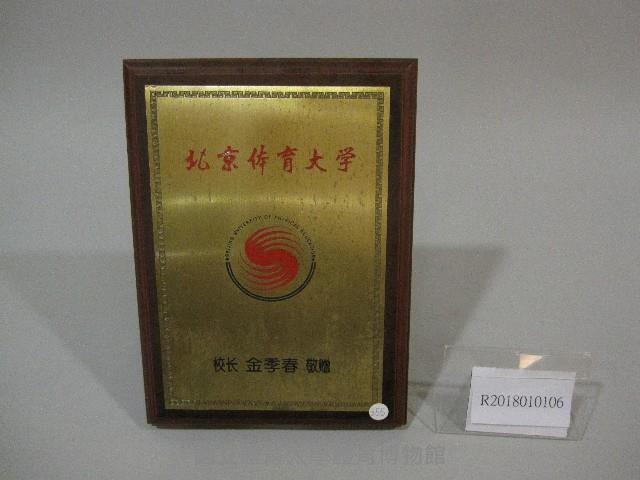 北京体育大学
BEIJING UNIVERSITY OF PHYSICAL EDUCATION
校长 金季春 敬赠
R2018010106